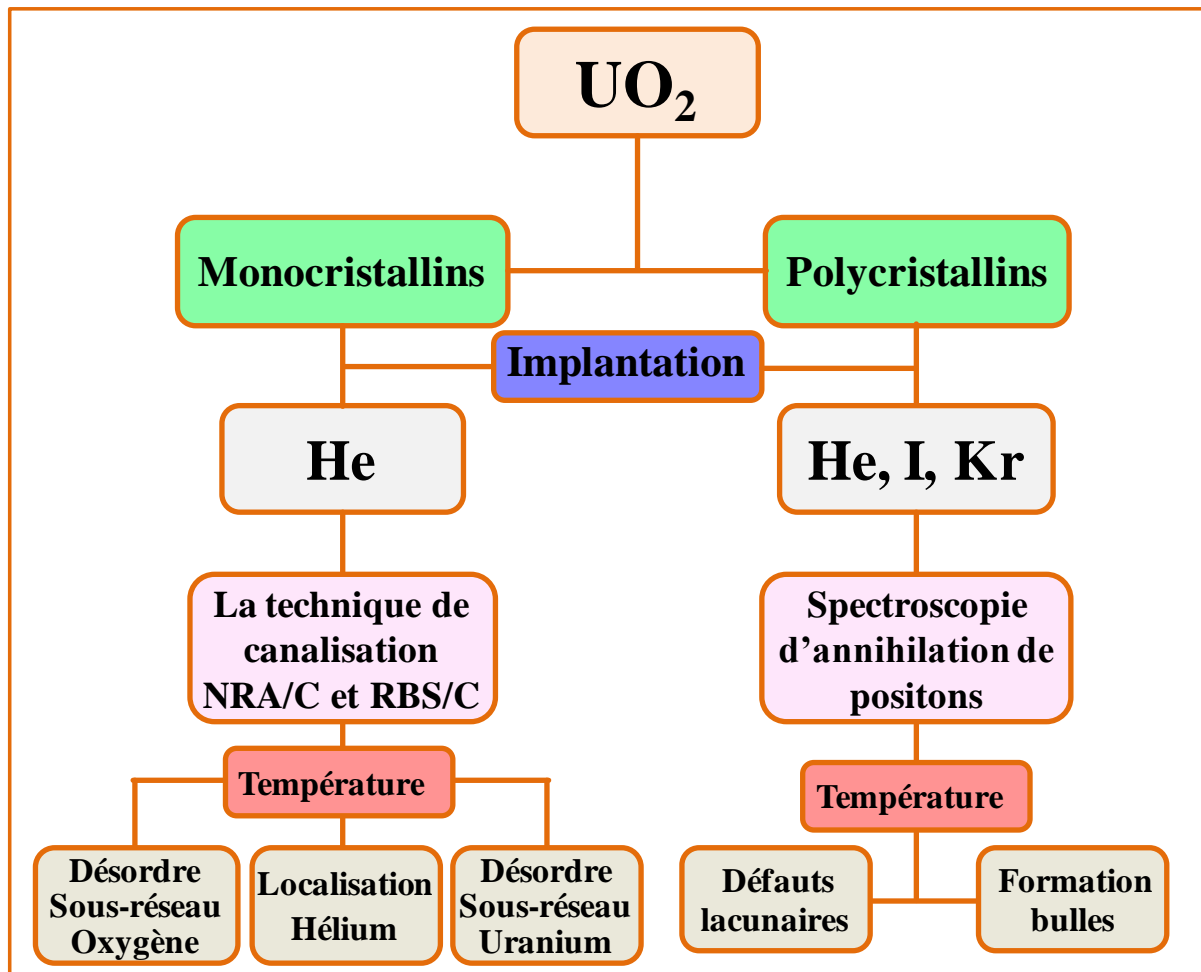 UO₂
Monocristallins
Polycristallins
Implantation
He
He, I, Kr
La technique de
canalisation
NRA/C et RBS/C
Spectroscopie
d’annihilation de
positons
Température
Température
Désordre
Sous-réseau
Oxygène
Localisation
Hélium
Désordre
Sous-réseau
Uranium
Défauts
lacunaires
Formation
bulles